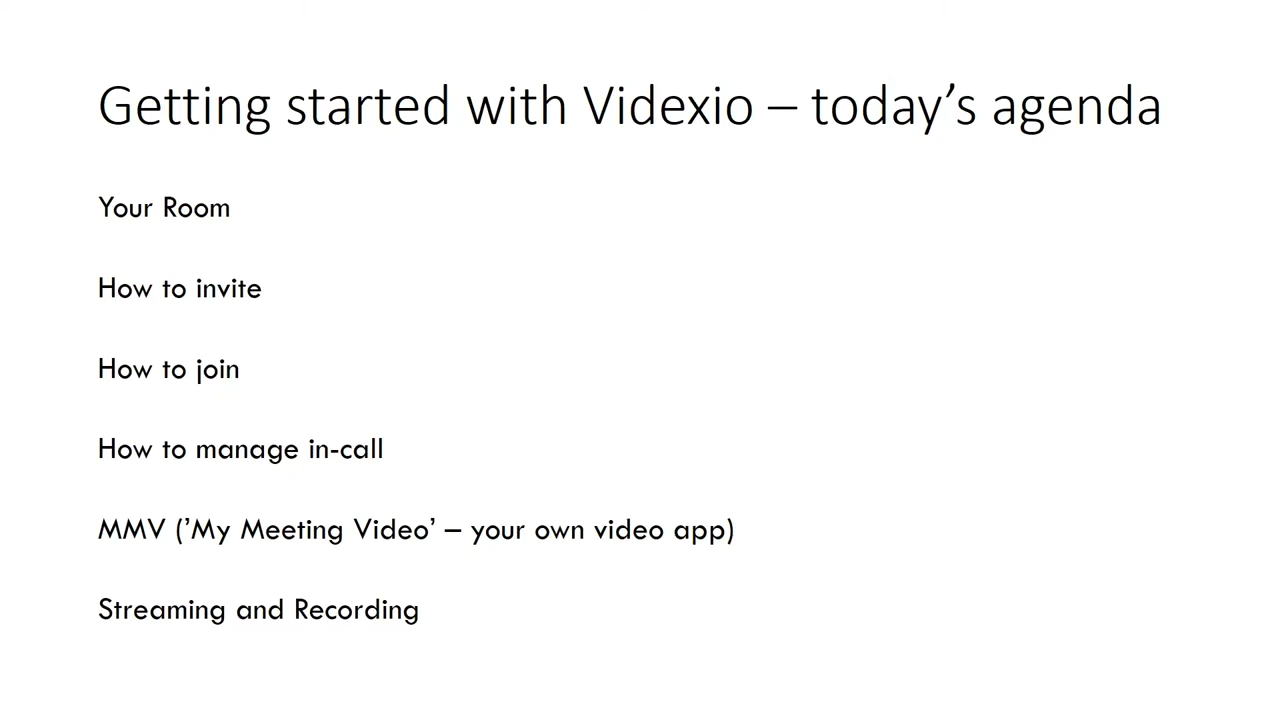 Getting started with Videxio – today’s agenda
Your Room
How to invite
How to join
How to manage in-call
MMV (’My Meeting Video’ – your own video app)
Streaming and Recording